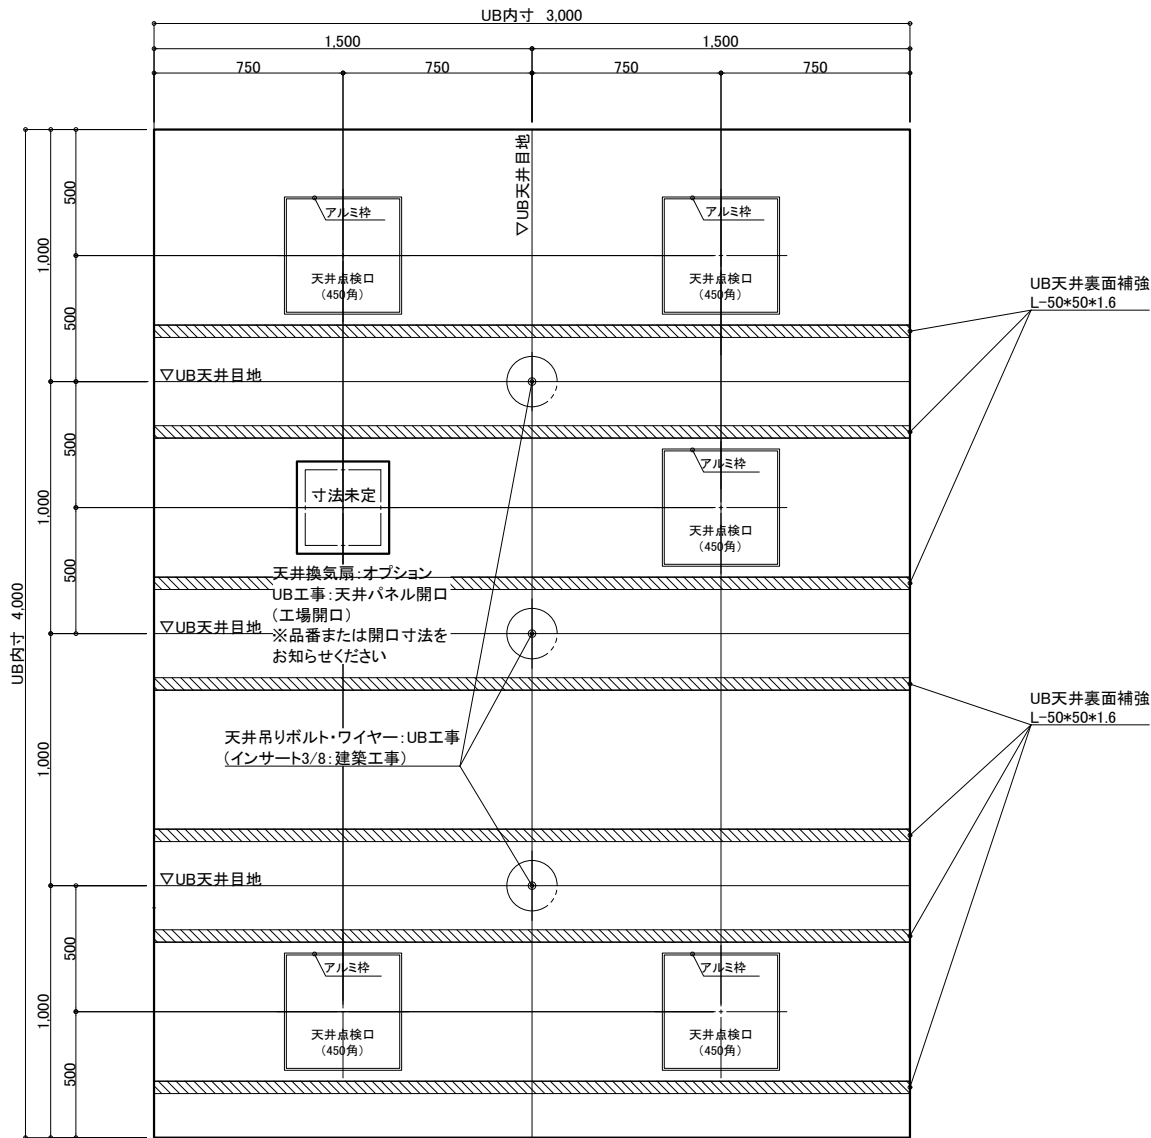 UB内寸 3,000
1,500
1,500
750
750
750
750
▽UB天井目地
500
1,000
500
アルミ枠
天井点検口
(450角)
アルミ枠
天井点検口
(450角)
UB天井裏面補強
L-50*50*1.6
▽UB天井目地
500
1,000
500
寸法未定
アルミ枠
天井点検口
(450角)
天井換気扇:オプション
UB工事:天井パネル開口
(工場開口)
※品番または開口寸法を
お知らせください
▽UB天井目地
UB内寸 4,000
UB天井裏面補強
L-50*50*1.6
天井吊りボルト・ワイヤー:UB工事
(インサート3/8:建築工事)
1,000
▽UB天井目地
500
1,000
500
アルミ枠
天井点検口
(450角)
アルミ枠
天井点検口
(450角)